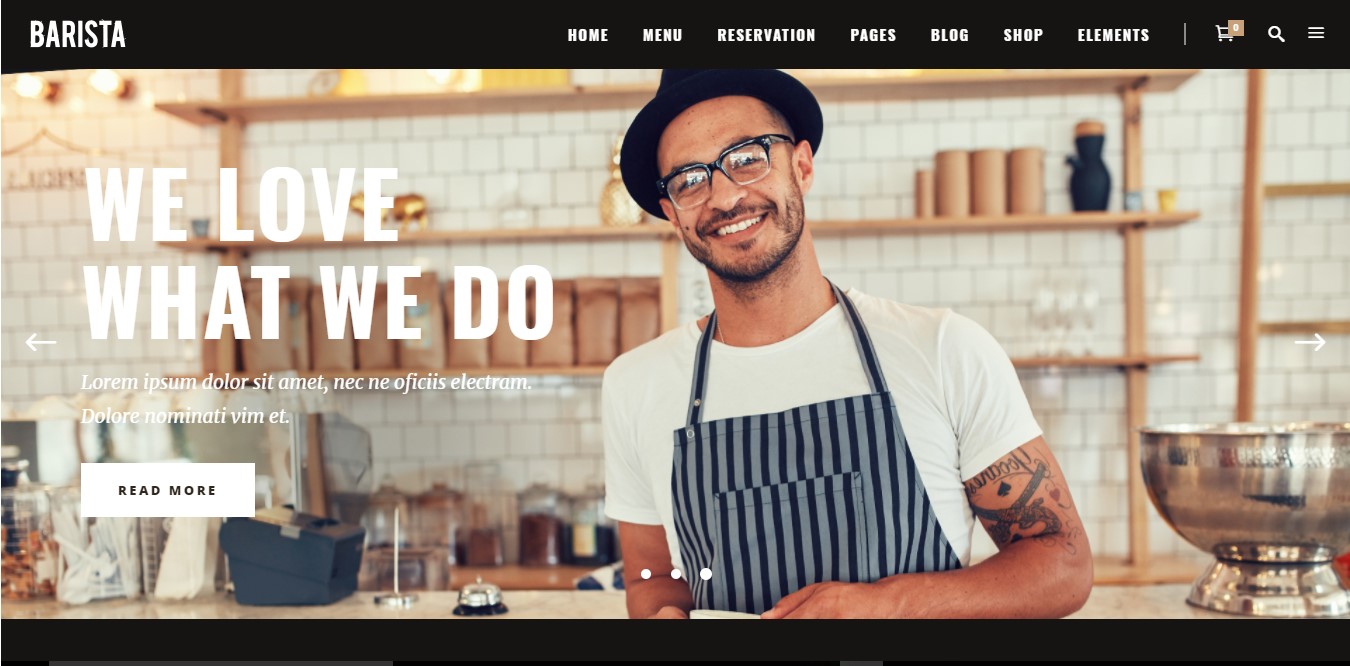 BARISTA
HOME MENU RESERVATION PAGES BLOG SHOP ELEMENTS 0
WE LOVE
WHAT WE DO
Lorem ipsum dolor sit amet, nec ne oficiis electram.
Dolore nominati vim et.
READ MORE